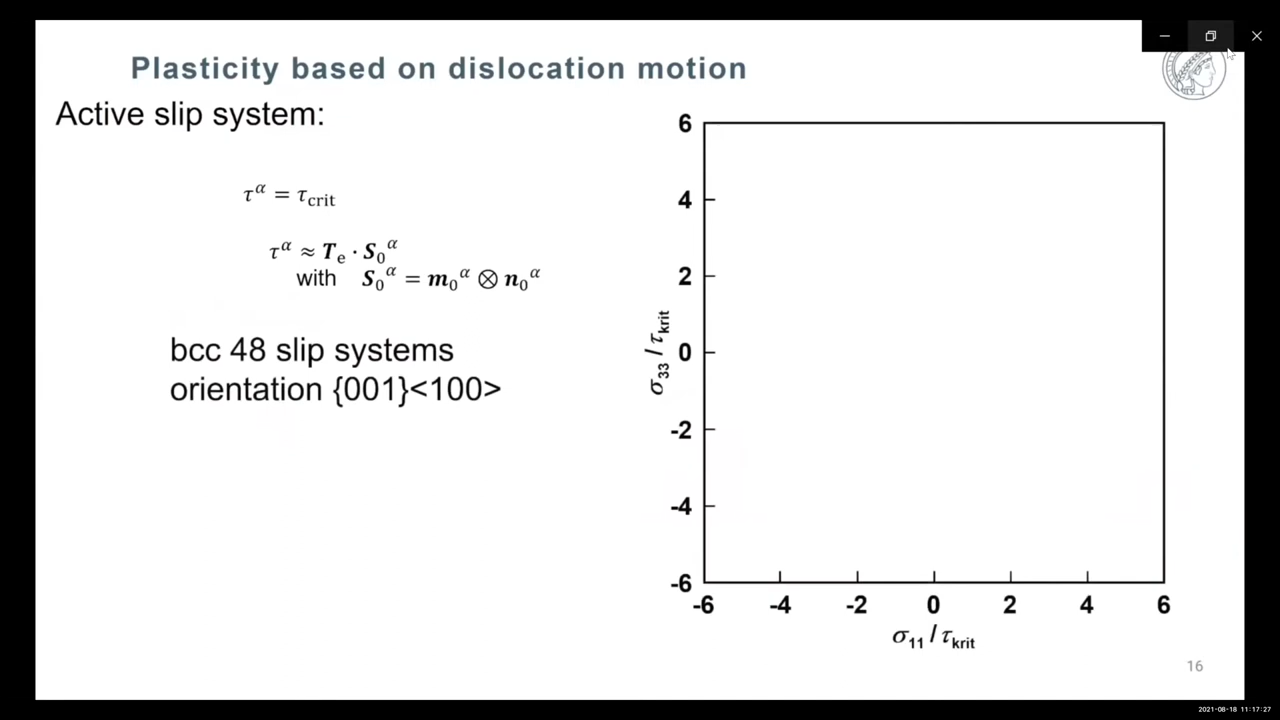 Plasticity based on dislocation motion
Active slip system:
τ^α = τ_crit
τ^α ≈ T_e · S_0^α
with S_0^α = m_0^α ⊗ n_0^α
bcc 48 slip systems
orientation {001}<100>
6
4
2
0
-2
-4
-6
σ_33 / τ_krit
-6 -4 -2 0 2 4 6
σ_11 / τ_krit
16
2021-08-18 11:17:27